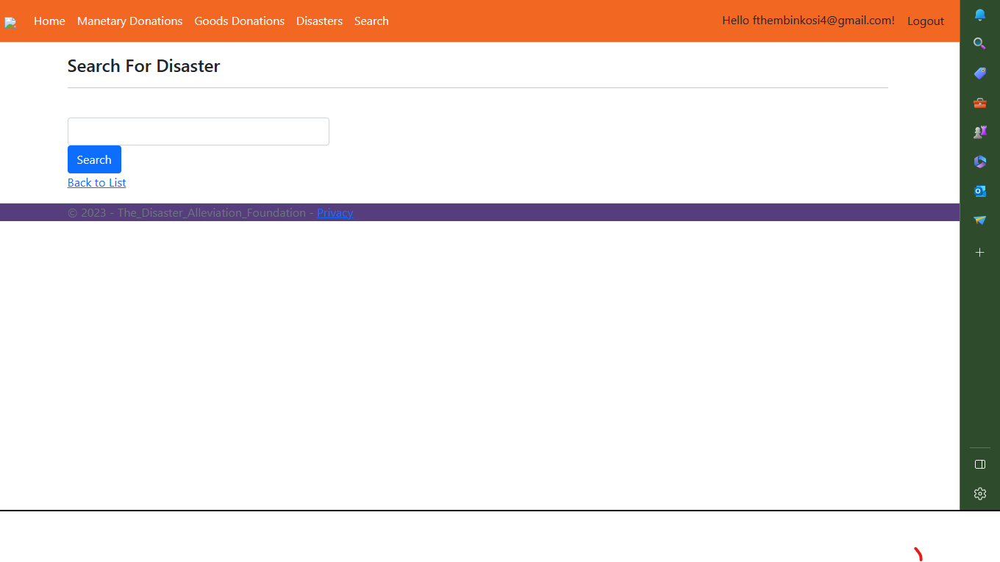 Home Manetary Donations Goods Donations Disasters Search Hello fthembinkosi4@gmail.com! Logout
Search For Disaster
Search
Back to List
© 2023 - The_Disaster_Alleviation_Foundation - Privacy